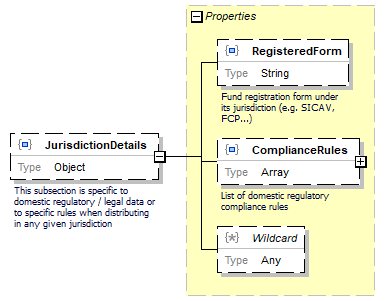 Properties
RegisteredForm
Type String
Fund registration form under
its jurisdiction (e.g. SICAV,
FCP...)
JurisdictionDetails
Type Object
This subsection is specific to
domestic regulatory / legal data or
to specific rules when distributing
in any given jurisdiction
ComplianceRules
Type Array
List of domestic regulatory
compliance rules
{*} Wildcard
Type Any